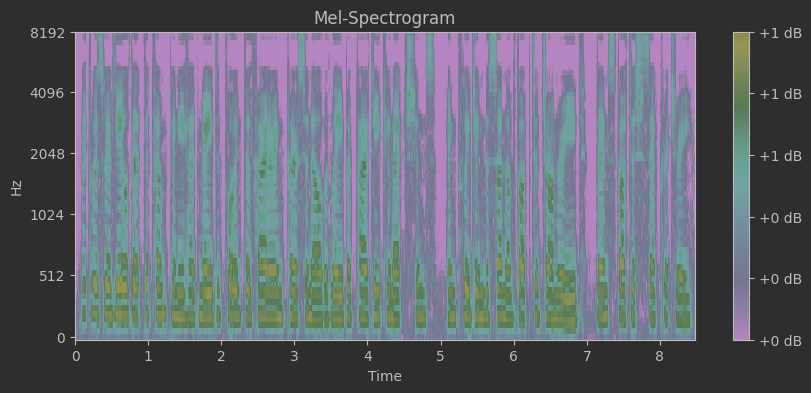 Mel-Spectrogram
8192
4096
2048
1024
512
0
Hz
0 1 2 3 4 5 6 7 8
Time
+1 dB
+1 dB
+1 dB
+0 dB
+0 dB
+0 dB